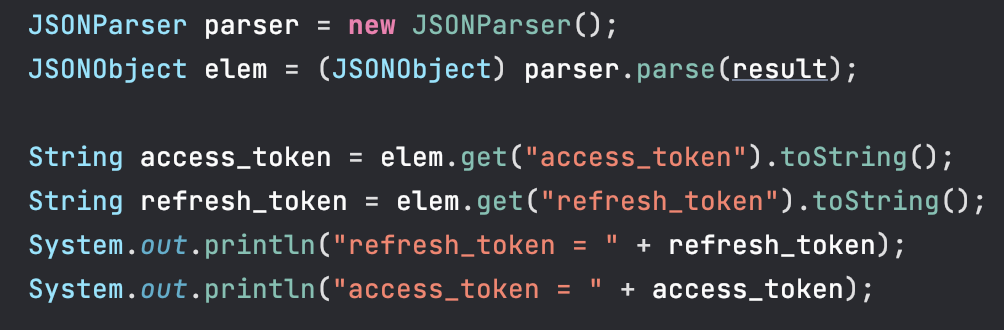 JSONParser parser = new JSONParser();
JSONObject elem = (JSONObject) parser.parse(result);
String access_token = elem.get("access_token").toString();
String refresh_token = elem.get("refresh_token").toString();
System.out.println("refresh_token = " + refresh_token);
System.out.println("access_token = " + access_token);